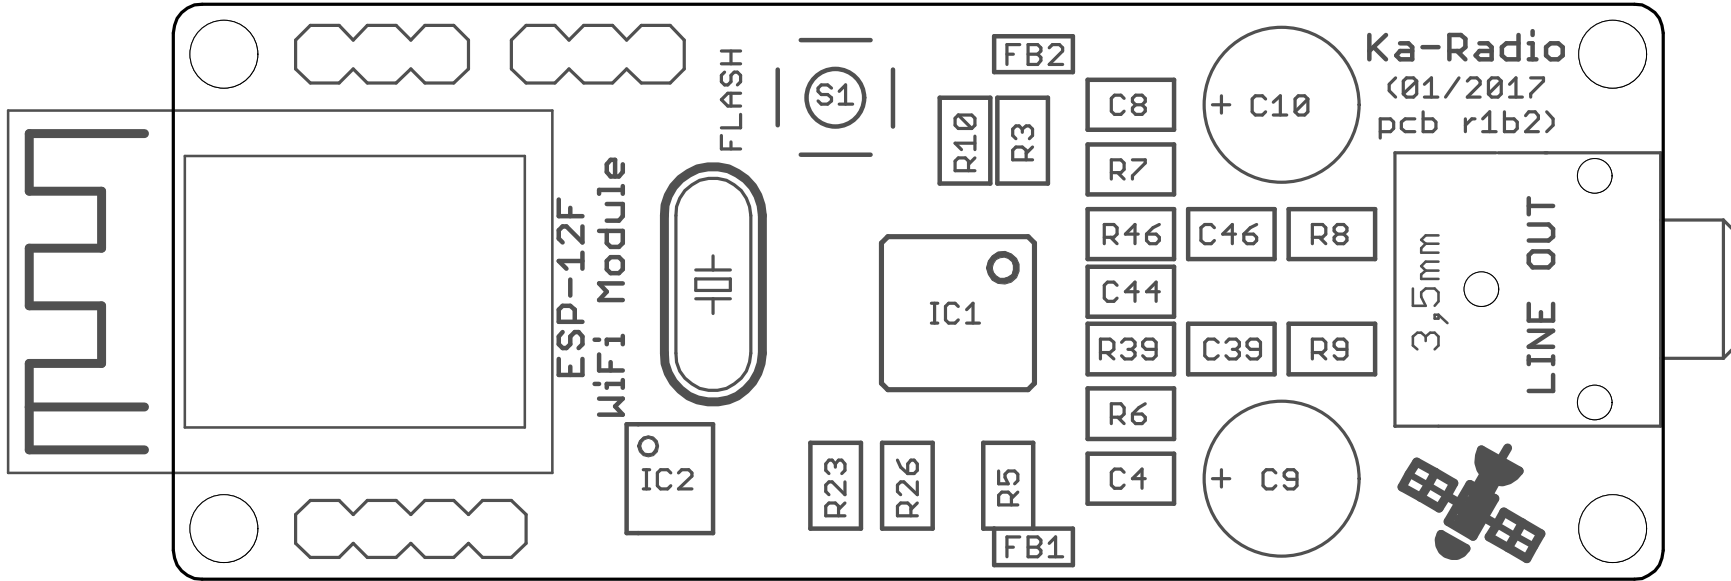 FLASH
S1
FB2
R10
R3
C8
R7
R46
C46
R8
C44
R39
C39
R9
R6
C4
+ C10
+ C9
Ka-Radio
(01/2017
pcb r1b2)
3,5mm
LINE OUT
ESP-12F
WiFi Module
IC1
IC2
R23
R26
R5
FB1